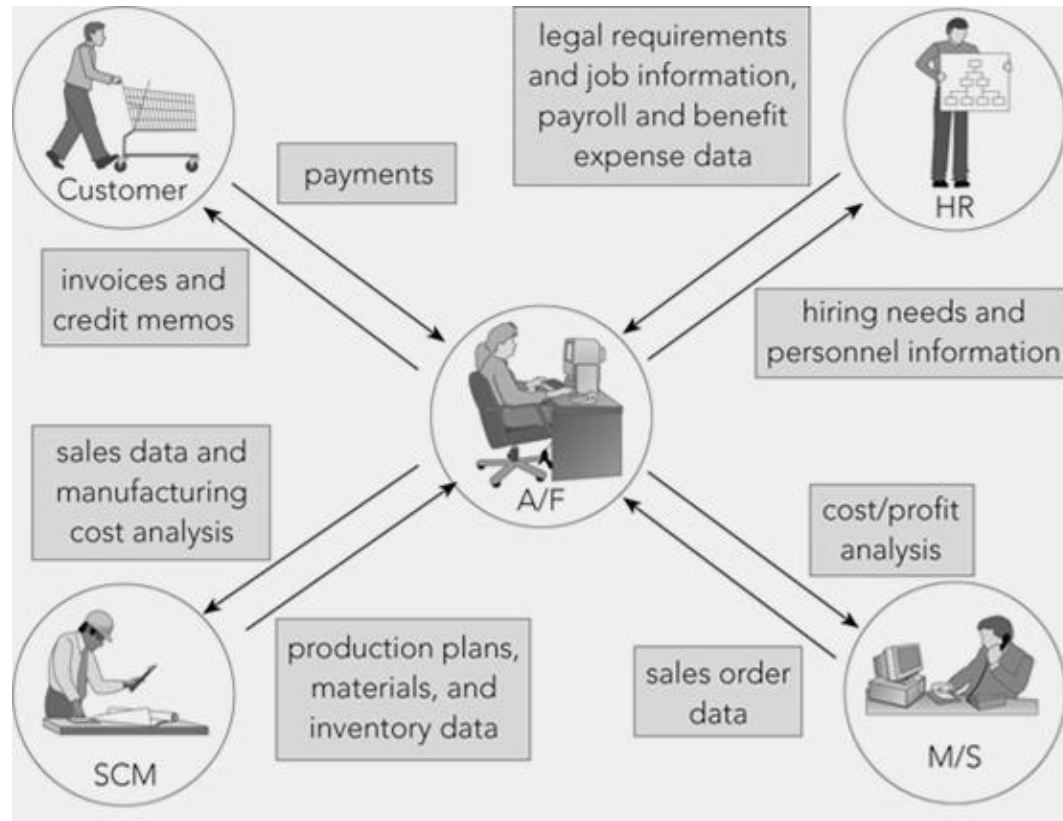 Customer
payments
legal requirements
and job information,
payroll and benefit
expense data
HR
invoices and
credit memos
hiring needs and
personnel information
A/F
sales data and
manufacturing
cost analysis
cost/profit
analysis
SCM
production plans,
materials, and
inventory data
sales order
data
M/S